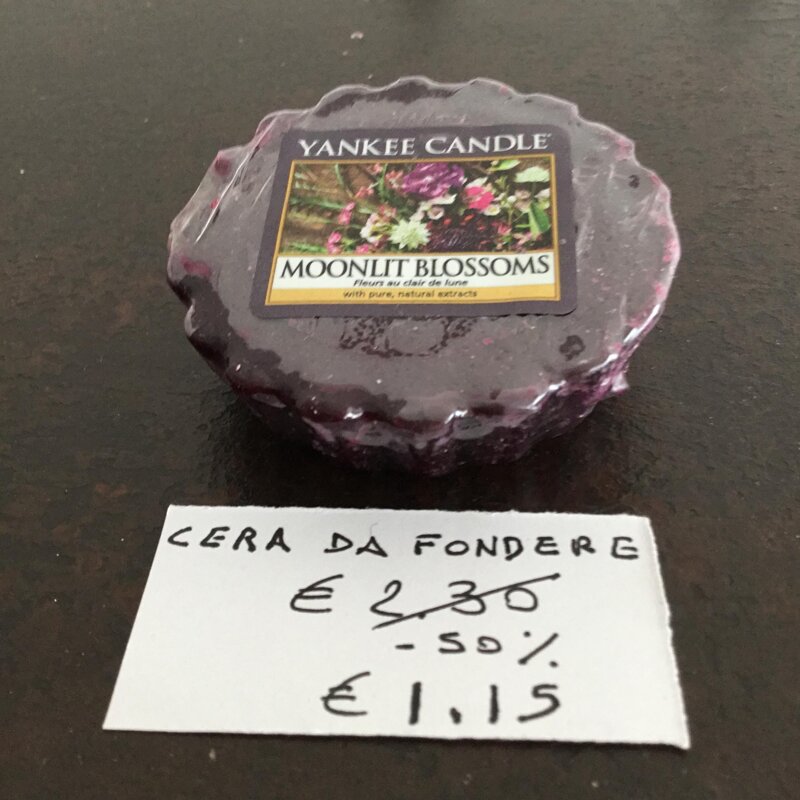 YANKEE CANDLE®
MOONLIT BLOSSOMS
Fleurs au clair de lune
with pure, natural extracts
CERA DA FONDERE
€ 2.30
- 50%
€ 1.15